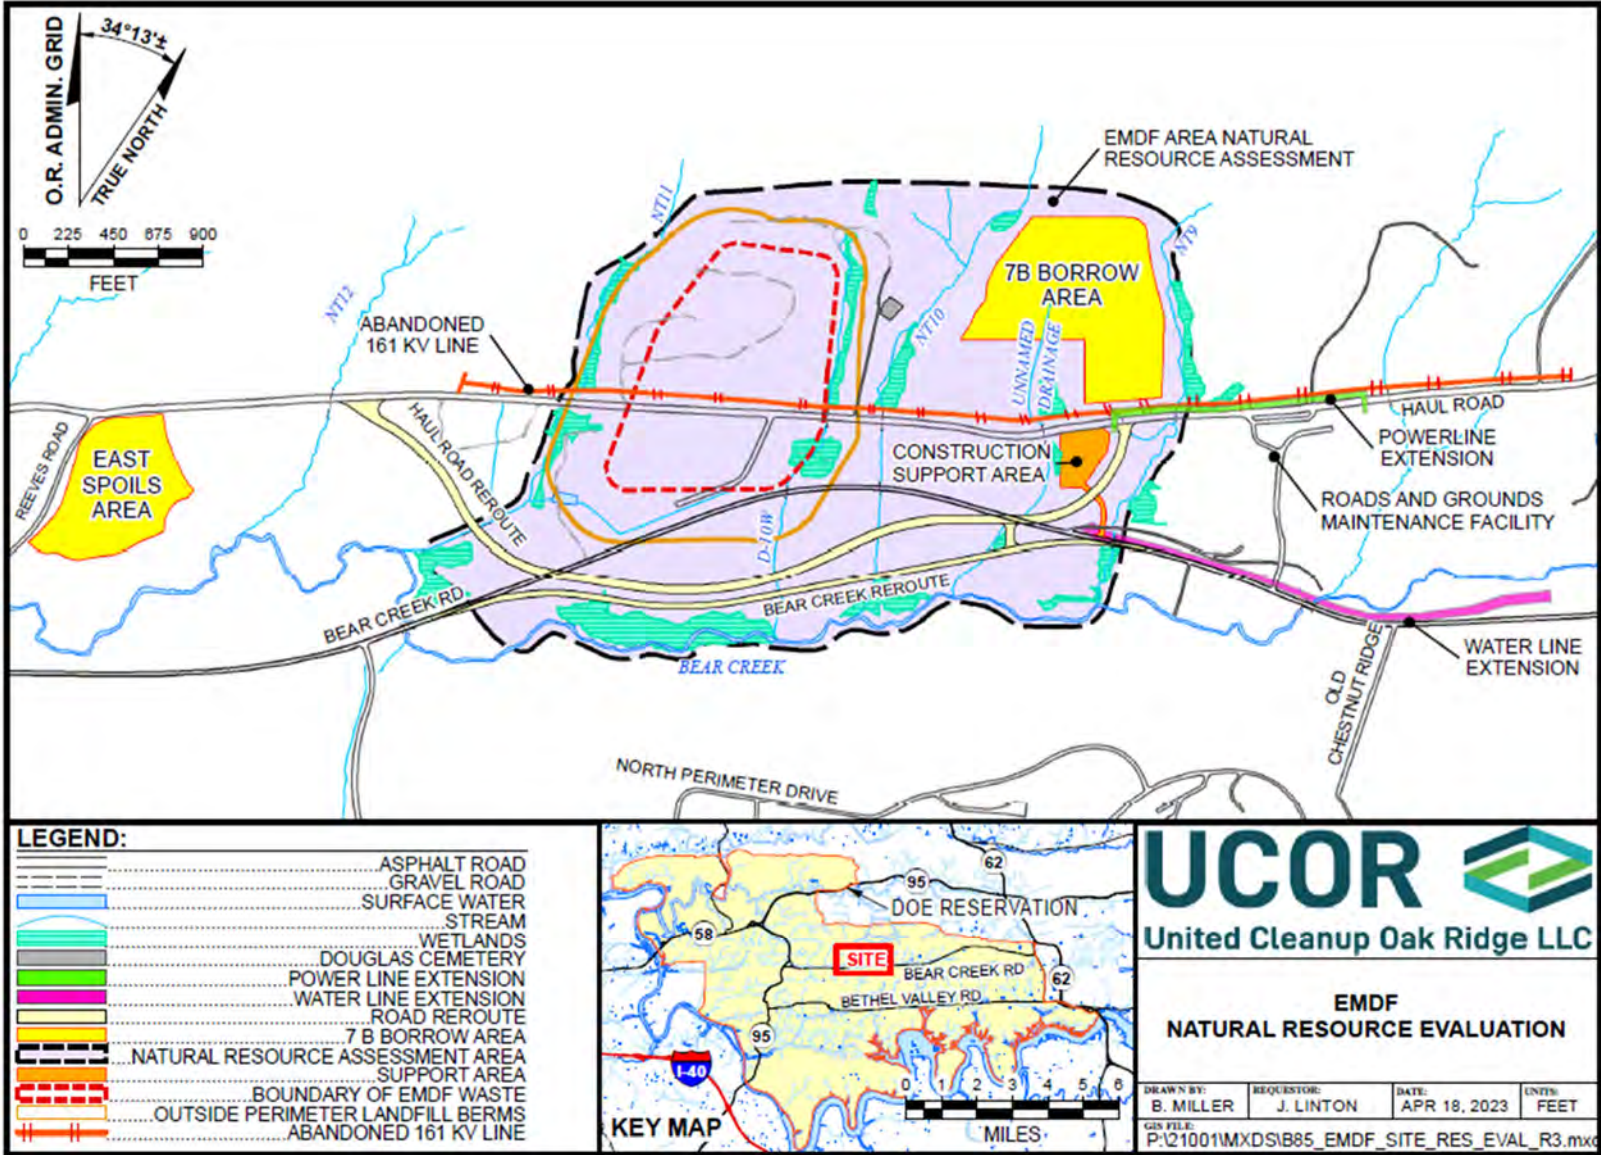 O.R. ADMIN. GRID
34°13'±
TRUE NORTH
0 225 450 675 900
FEET
EMDF AREA NATURAL
RESOURCE ASSESSMENT
NT11
NT12
NT10
NT9
7B BORROW
AREA
UNNAMED
DRAINAGE
ABANDONED
161 KV LINE
HAUL ROAD
POWERLINE
EXTENSION
REEVES ROAD
EAST
SPOILS
AREA
HAUL ROAD REROUTE
CONSTRUCTION
SUPPORT AREA
ROADS AND GROUNDS
MAINTENANCE FACILITY
D-10W
BEAR CREEK RD
BEAR CREEK REROUTE
BEAR CREEK
WATER LINE
EXTENSION
OLD
CHESTNUT RIDGE
NORTH PERIMETER DRIVE
LEGEND:
ASPHALT ROAD
GRAVEL ROAD
SURFACE WATER
STREAM
WETLANDS
DOUGLAS CEMETERY
POWER LINE EXTENSION
WATER LINE EXTENSION
ROAD REROUTE
7 B BORROW AREA
NATURAL RESOURCE ASSESSMENT AREA
SUPPORT AREA
BOUNDARY OF EMDF WASTE
OUTSIDE PERIMETER LANDFILL BERMS
ABANDONED 161 KV LINE
62
95
DOE RESERVATION
58
SITE
BEAR CREEK RD
62
BETHEL VALLEY RD
95
I-40
0 1 2 3 4 5 6
MILES
KEY MAP
UCOR
United Cleanup Oak Ridge LLC
EMDF
NATURAL RESOURCE EVALUATION
DRAWN BY: REQUESTOR: DATE: UNITS:
B. MILLER J. LINTON APR 18, 2023 FEET
GIS FILE:
P:\21001\MXDS\B85_EMDF_SITE_RES_EVAL_R3.mxd